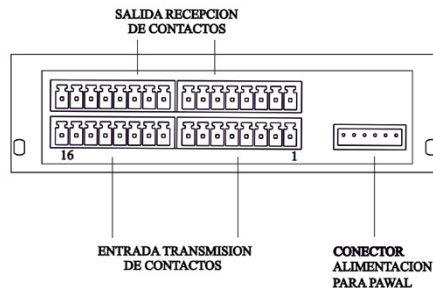 SALIDA RECEPCION
DE CONTACTOS
16
1
ENTRADA TRANSMISION
DE CONTACTOS
CONECTOR
ALIMENTACION
PARA PAWAL